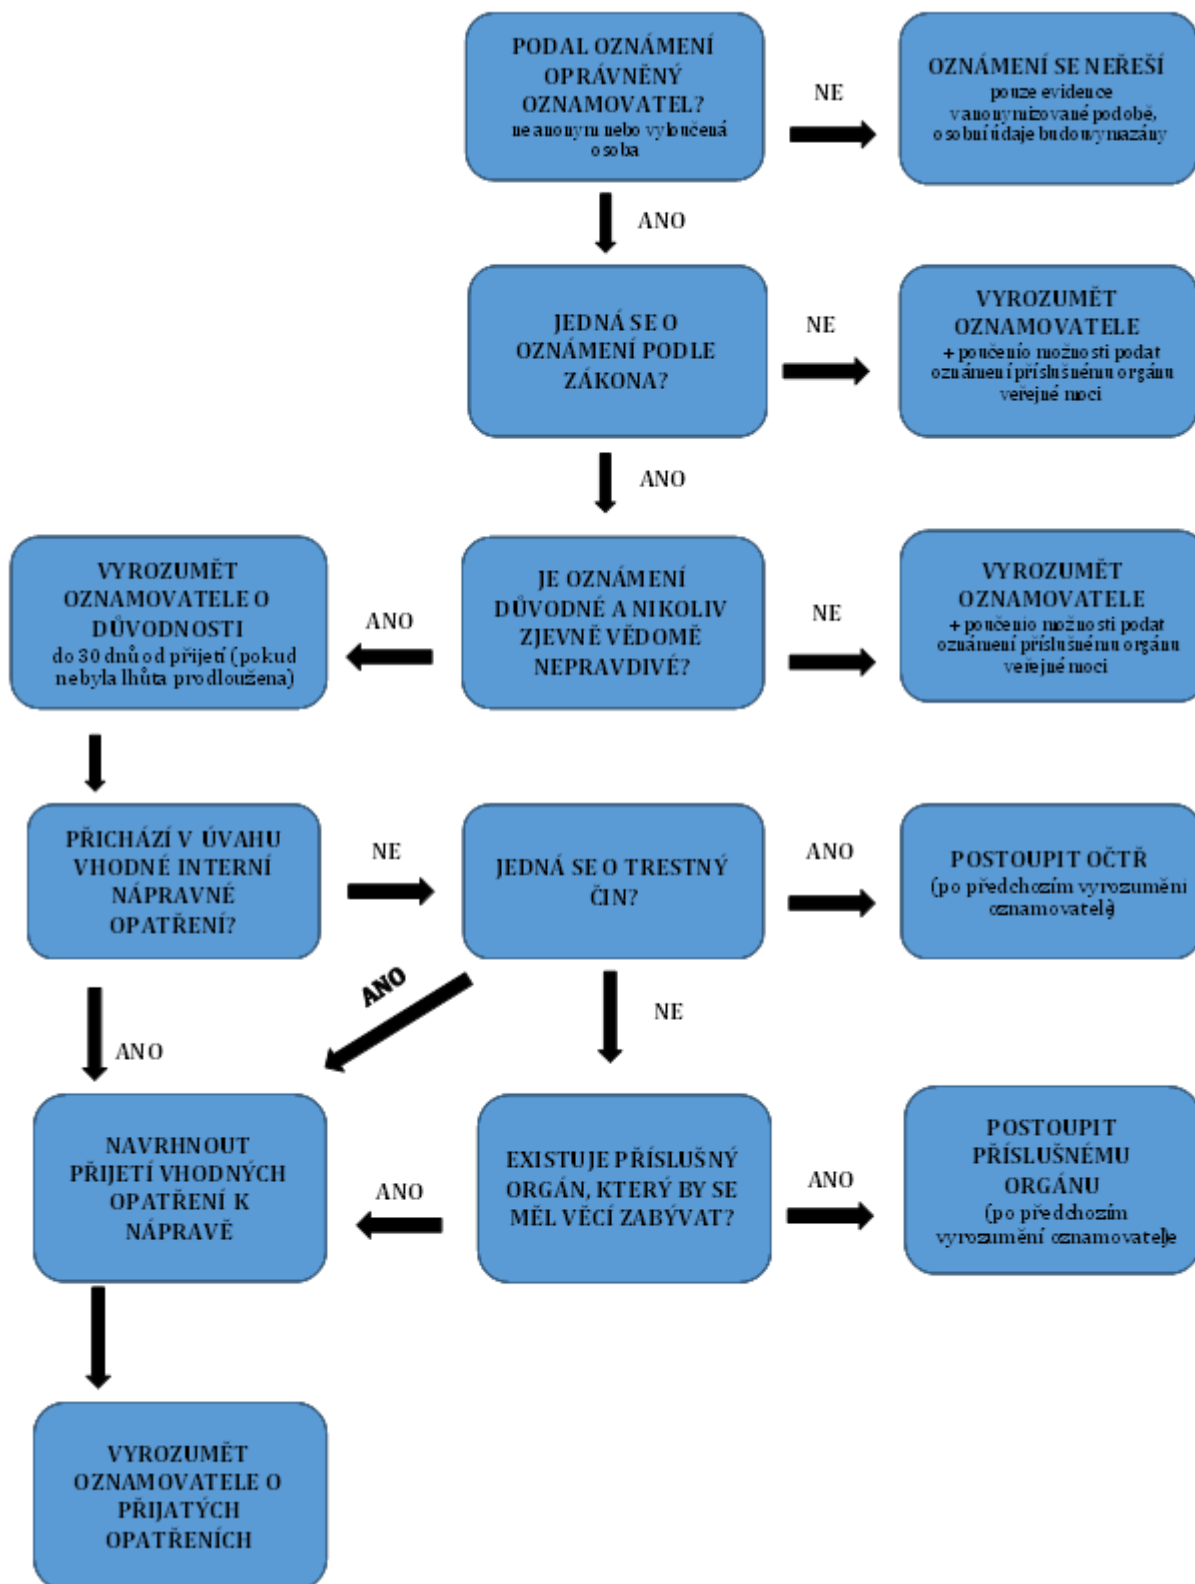 PODAL OZNÁMENÍ
OPRÁVNĚNÝ
OZNAMOVATEL?
ne anonym nebo vyloučená
osoba
NE
OZNÁMENÍ SE NEŘEŠÍ
pouze evidence
v anonymizované podobě,
osobní údaje budou vymazány
ANO
JEDNÁ SE O
OZNÁMENÍ PODLE
ZÁKONA?
NE
VYROZUMĚT
OZNAMOVATELE
+ poučení o možnosti podat
oznámení příslušnému orgánu
veřejné moci
ANO
JE OZNÁMENÍ
DŮVODNÉ A NIKOLIV
ZJEVNĚ VĚDOMĚ
NEPRAVDIVÉ?
NE
VYROZUMĚT
OZNAMOVATELE
+ poučení o možnosti podat
oznámení příslušnému orgánu
veřejné moci
ANO
VYROZUMĚT
OZNAMOVATELE O
DŮVODNOSTI
do 30 dnů od přijetí (pokud
nebyla lhůta prodloužena)
PŘICHÁZÍ V ÚVAHU
VHODNÉ INTERNÍ
NÁPRAVNÉ
OPATŘENÍ?
NE
JEDNÁ SE O TRESTNÝ
ČIN?
ANO
POSTOUPIT OČTŘ
(po předchozím vyrozumění
oznamovatele)
ANO
ANO
NE
NAVRHNOUT
PŘIJETÍ VHODNÝCH
OPATŘENÍ K
NÁPRAVĚ
ANO
EXISTUJE PŘÍSLUŠNÝ
ORGÁN, KTERÝ BY SE
MĚL VĚCÍ ZABÝVAT?
ANO
POSTOUPIT
PŘÍSLUŠNÉMU
ORGÁNU
(po předchozím
vyrozumění oznamovatele)
VYROZUMĚT
OZNAMOVATELE O
PŘIJATÝCH
OPATŘENÍCH